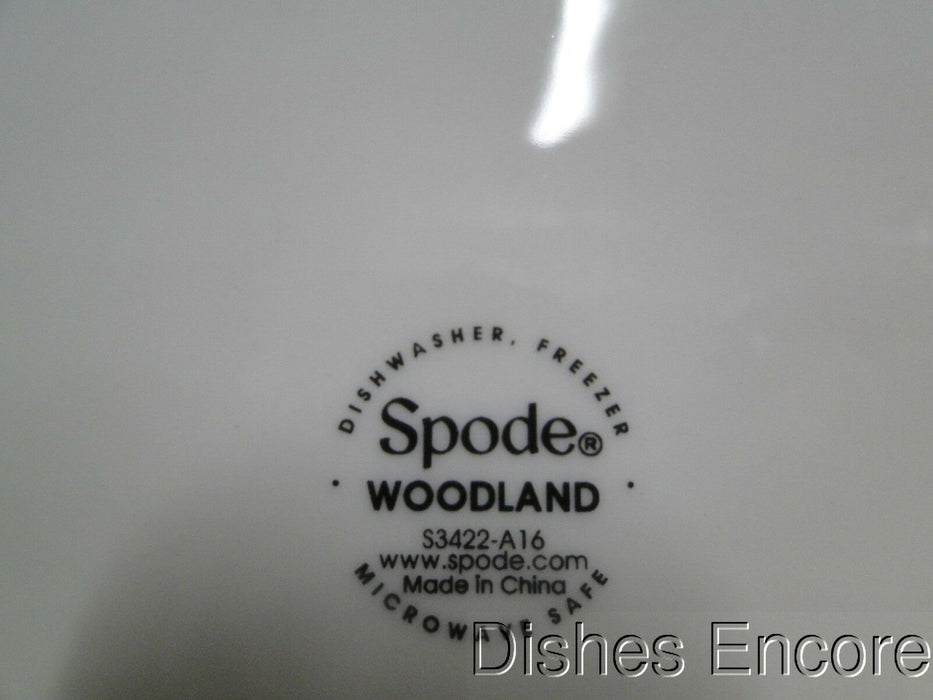 DISHWASHER, FREEZER
Spode®
• WOODLAND •
S3422-A16
www.spode.com
Made in China
MICROWAVE SAFE
Dishes Encore